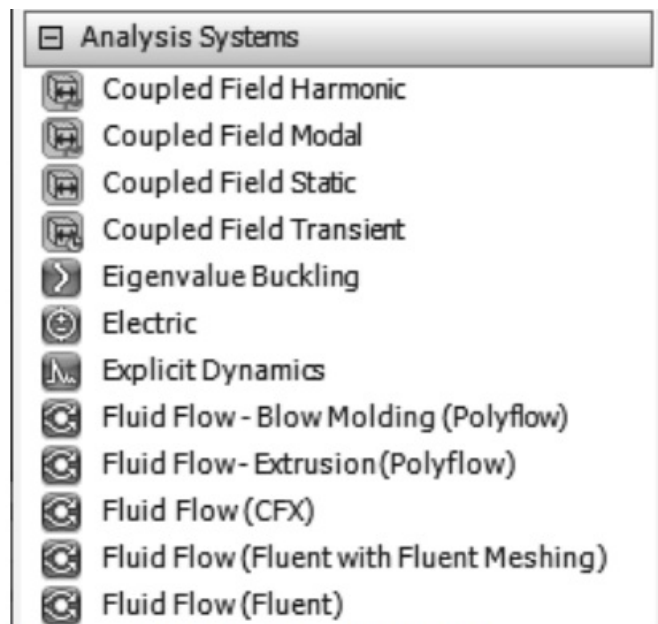 Analysis Systems
Coupled Field Harmonic
Coupled Field Modal
Coupled Field Static
Coupled Field Transient
Eigenvalue Buckling
Electric
Explicit Dynamics
Fluid Flow - Blow Molding (Polyflow)
Fluid Flow - Extrusion (Polyflow)
Fluid Flow (CFX)
Fluid Flow (Fluent with Fluent Meshing)
Fluid Flow (Fluent)